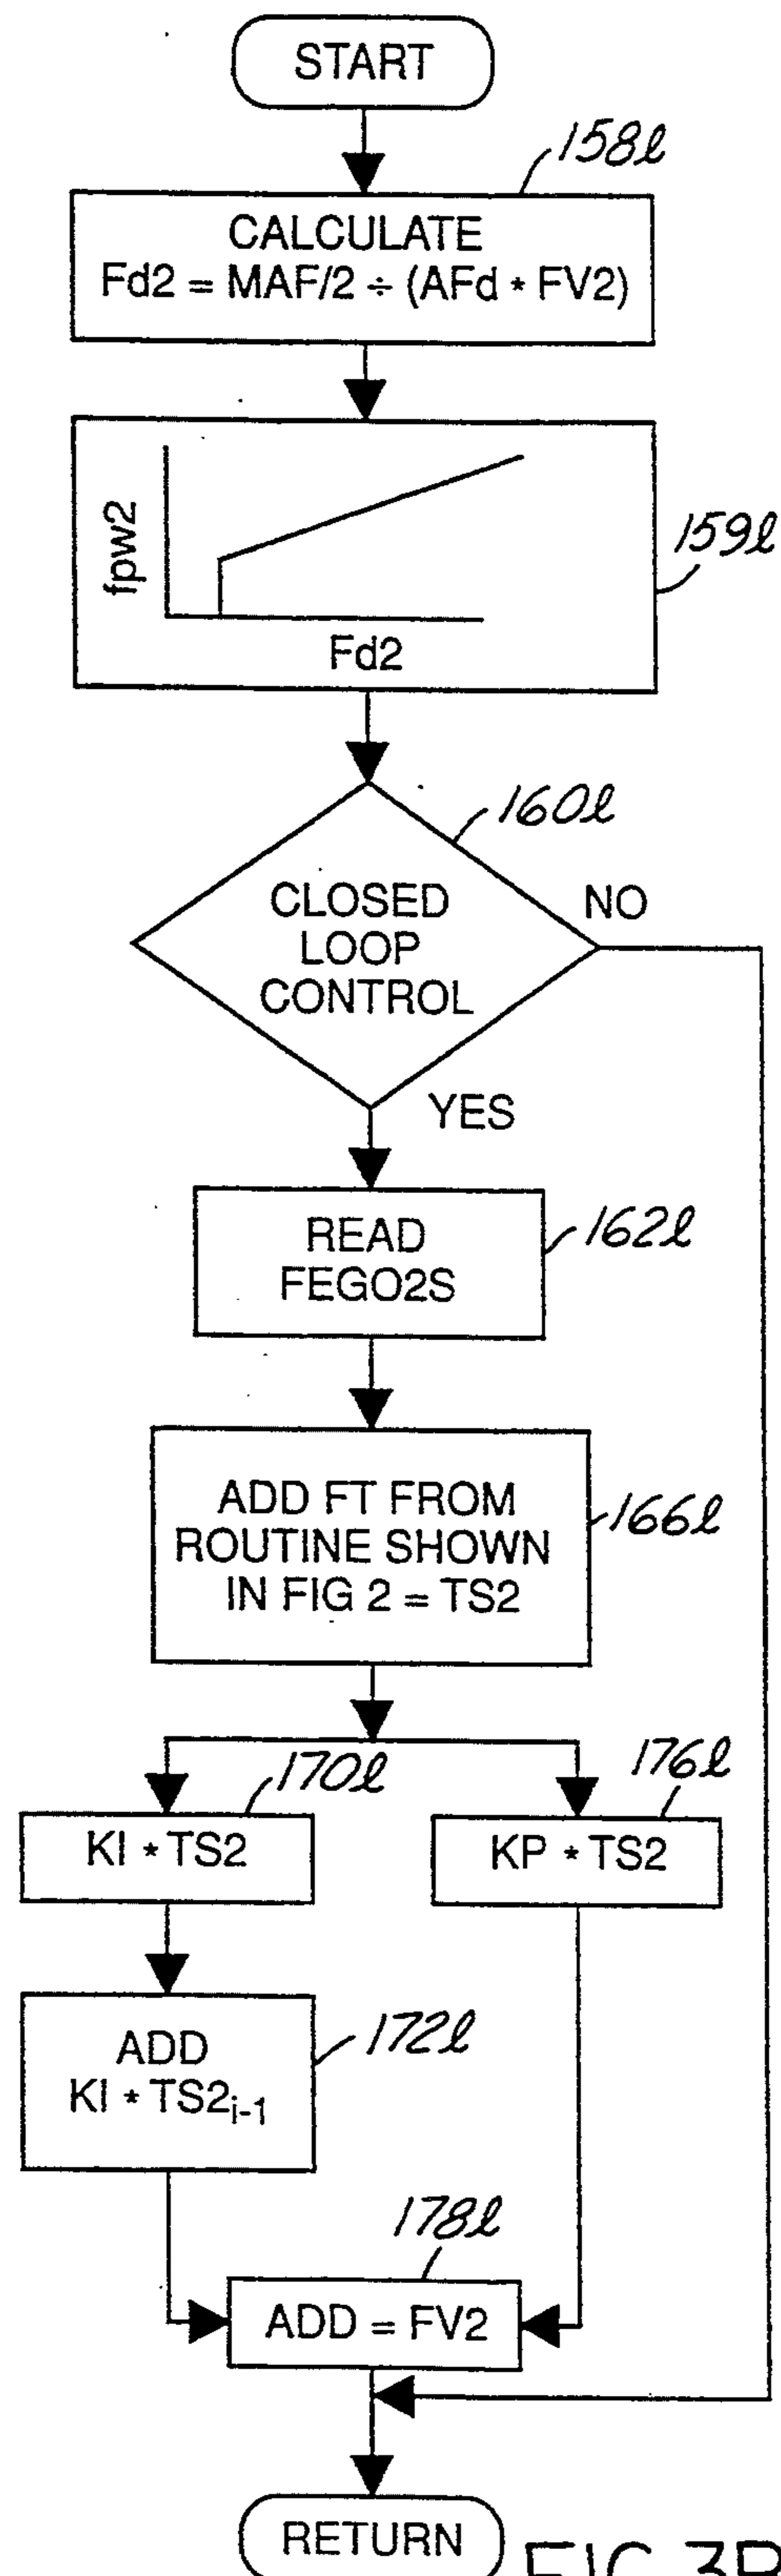 START
158l
CALCULATE
Fd2 = MAF/2 ÷ (AFd * FV2)
fpw2
159l
Fd2
160l
CLOSED
LOOP
CONTROL
NO
YES
READ
FEGO2S
162l
ADD FT FROM
ROUTINE SHOWN
IN FIG 2 = TS2
166l
170l
176l
KI * TS2
KP * TS2
ADD
KI * TS2i-1
172l
178l
ADD = FV2
RETURN
FIG.3B